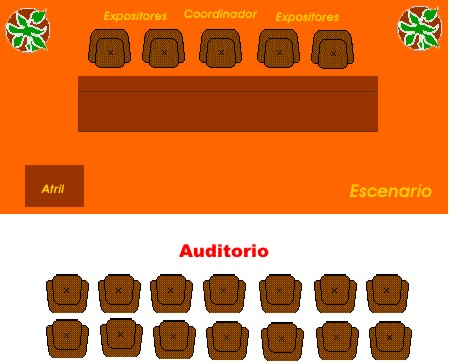 Expositores Coordinador Expositores
Atril
Escenario
Auditorio